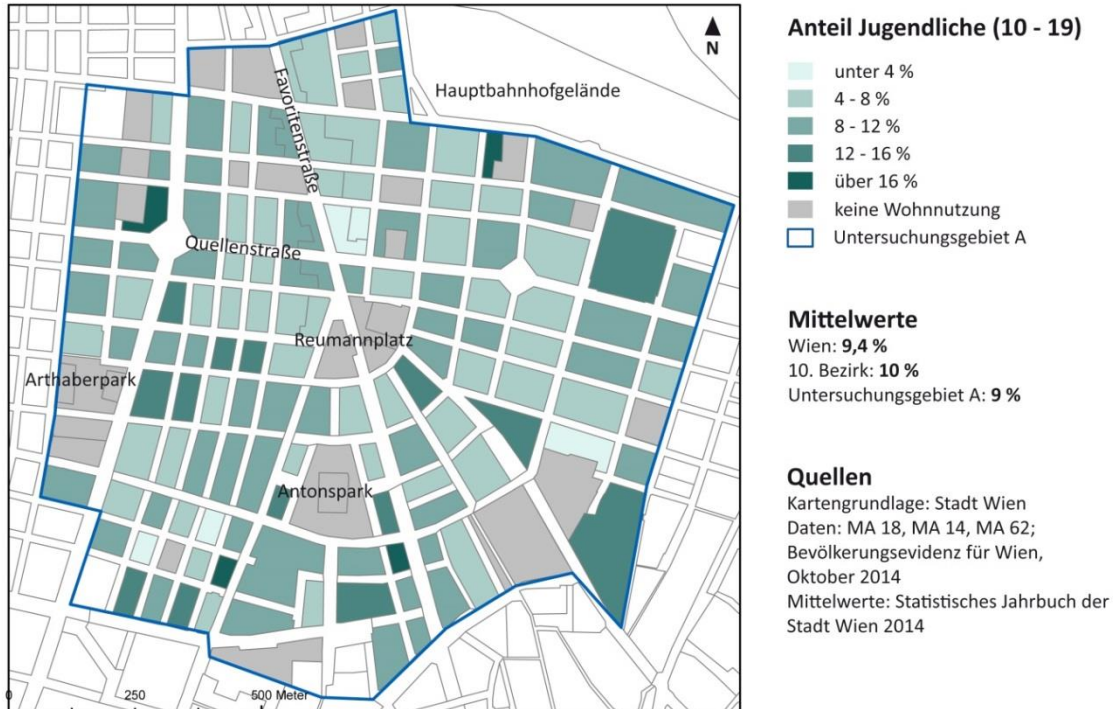 N
Hauptbahnhofgelände
Favoritenstraße
Quellenstraße
Reumannplatz
Arthaberpark
Antonspark
0
250
500 Meter
Anteil Jugendliche (10 - 19)
unter 4 %
4 - 8 %
8 - 12 %
12 - 16 %
über 16 %
keine Wohnnutzung
Untersuchungsgebiet A
Mittelwerte
Wien: 9,4 %
10. Bezirk: 10 %
Untersuchungsgebiet A: 9 %
Quellen
Kartengrundlage: Stadt Wien
Daten: MA 18, MA 14, MA 62;
Bevölkerungsevidenz für Wien,
Oktober 2014
Mittelwerte: Statistisches Jahrbuch der
Stadt Wien 2014